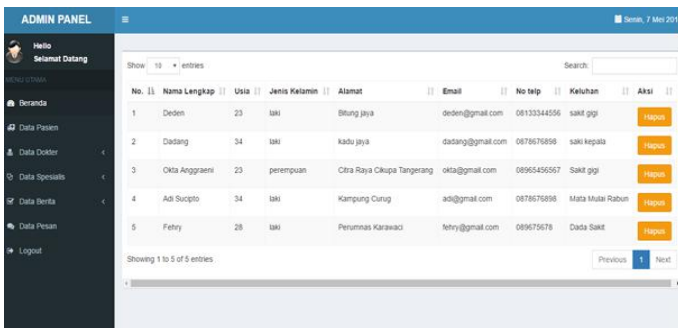 ADMIN PANEL
Senin, 7 Mei 201
Hello
Selamat Datang
MENU UTAMA
Beranda
Data Pasien
Data Dokter
Data Spesialis
Data Berita
Data Pesan
Logout
Show 10 entries Search:
No. Nama Lengkap Usia Jenis Kelamin Alamat Email No telp Keluhan Aksi
1 Deden 23 laki Bitung jaya deden@gmail.com 08133344556 sakit gigi Hapus
2 Dadang 34 laki kadu jaya dadang@gmail.com 0878676898 saki kepala Hapus
3 Okta Anggraeni 23 perempuan Citra Raya Cikupa Tangerang okta@gmail.com 08965456567 Sakit gigi Hapus
4 Adi Sucipto 34 laki Kampung Curug adi@gmail.com 0878676898 Mata Mulai Rabun Hapus
5 Fehry 28 laki Perumnas Karawaci fehry@gmail.com 089675678 Dada Sakit Hapus
Showing 1 to 5 of 5 entries
Previous 1 Next